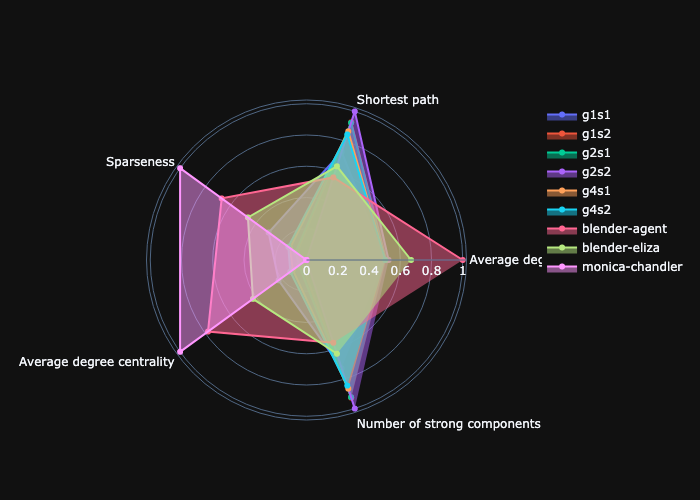 Shortest path
Sparseness
Average deg
Average degree centrality
Number of strong components
0 0.2 0.4 0.6 0.8 1
g1s1
g1s2
g2s1
g2s2
g4s1
g4s2
blender-agent
blender-eliza
monica-chandler